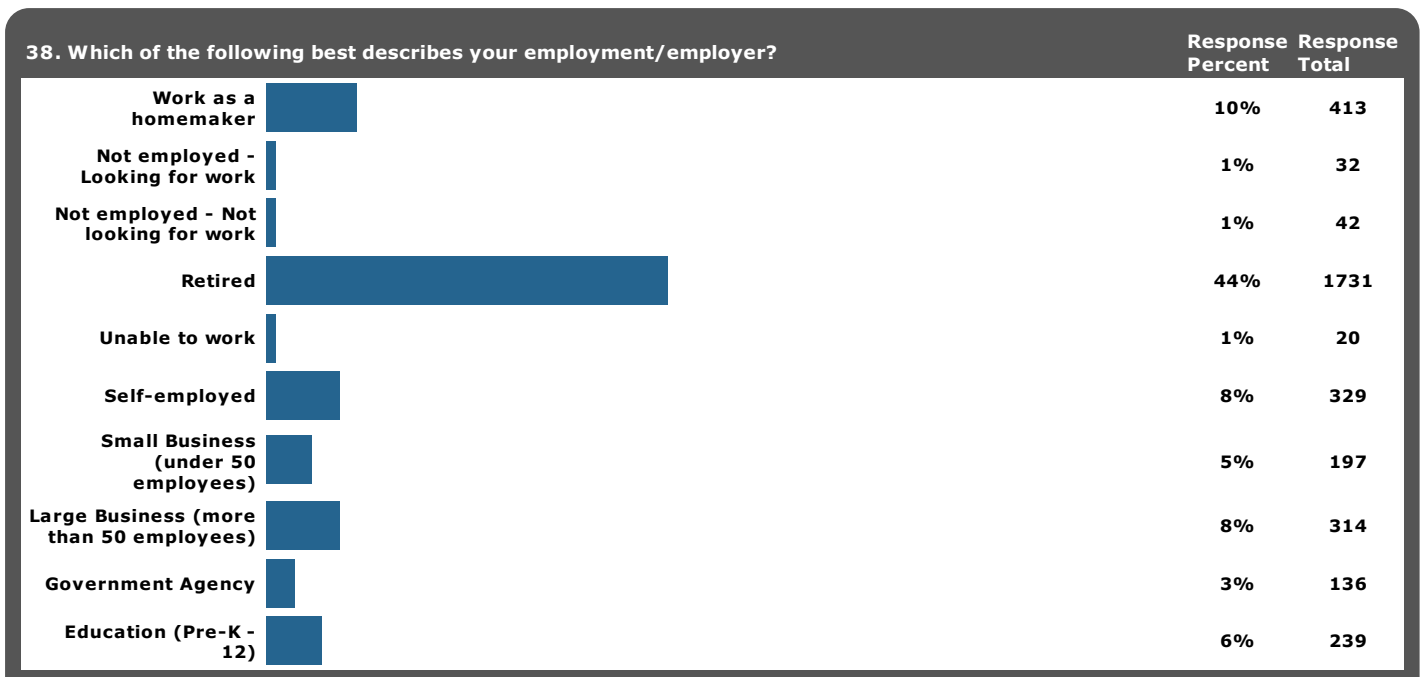 38. Which of the following best describes your employment/employer?
Response Response
Percent Total
Work as a
homemaker
10% 413
Not employed -
Looking for work
1% 32
Not employed - Not
looking for work
1% 42
Retired 44% 1731
Unable to work 1% 20
Self-employed 8% 329
Small Business
(under 50
employees)
5% 197
Large Business (more
than 50 employees)
8% 314
Government Agency 3% 136
Education (Pre-K -
12)
6% 239